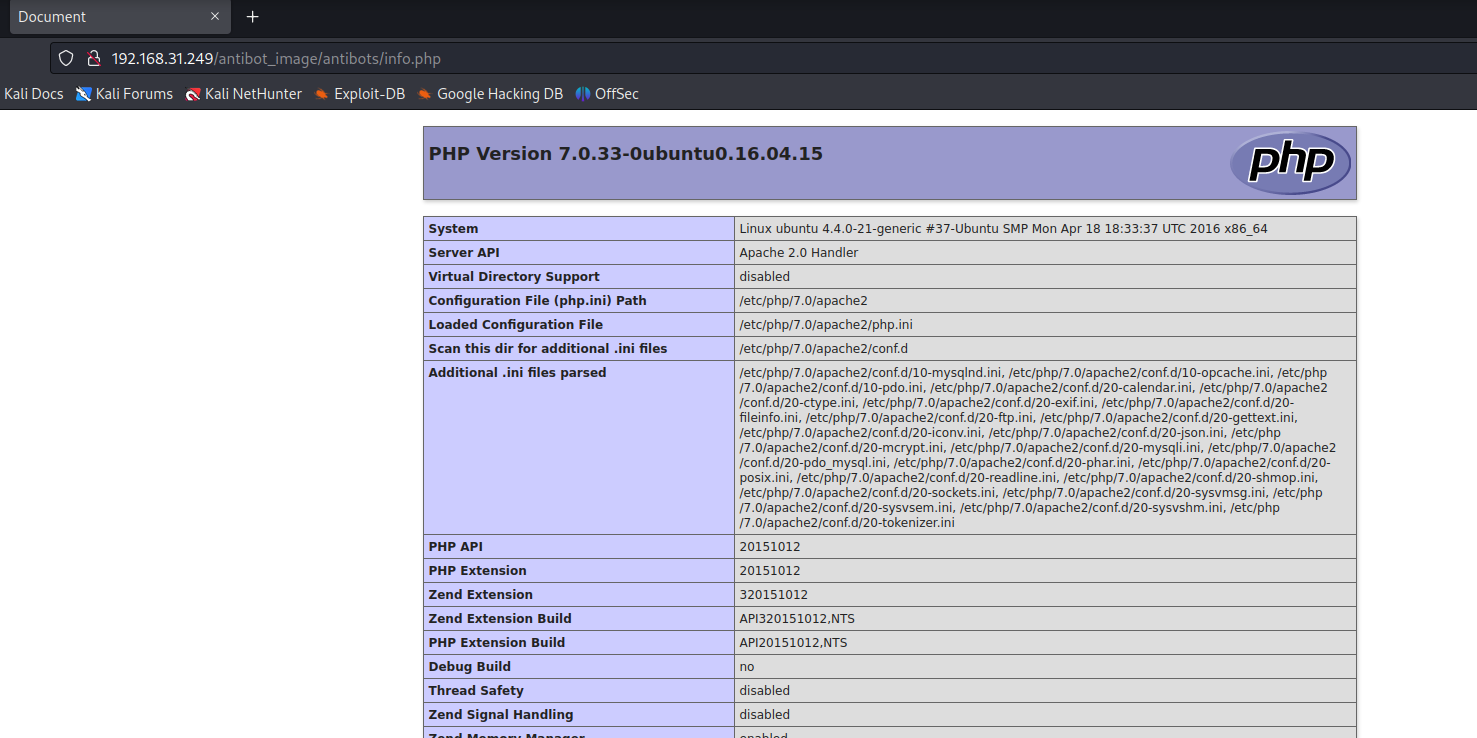 Document
192.168.31.249/antibot_image/antibots/info.php
Kali Docs Kali Forums Kali NetHunter Exploit-DB Google Hacking DB OffSec
PHP Version 7.0.33-0ubuntu0.16.04.15
php
System Linux ubuntu 4.4.0-21-generic #37-Ubuntu SMP Mon Apr 18 18:33:37 UTC 2016 x86_64
Server API Apache 2.0 Handler
Virtual Directory Support disabled
Configuration File (php.ini) Path /etc/php/7.0/apache2
Loaded Configuration File /etc/php/7.0/apache2/php.ini
Scan this dir for additional .ini files /etc/php/7.0/apache2/conf.d
Additional .ini files parsed /etc/php/7.0/apache2/conf.d/10-mysqlnd.ini, /etc/php/7.0/apache2/conf.d/10-opcache.ini, /etc/php
/7.0/apache2/conf.d/10-pdo.ini, /etc/php/7.0/apache2/conf.d/20-calendar.ini, /etc/php/7.0/apache2
/conf.d/20-ctype.ini, /etc/php/7.0/apache2/conf.d/20-exif.ini, /etc/php/7.0/apache2/conf.d/20-
fileinfo.ini, /etc/php/7.0/apache2/conf.d/20-ftp.ini, /etc/php/7.0/apache2/conf.d/20-gettext.ini,
/etc/php/7.0/apache2/conf.d/20-iconv.ini, /etc/php/7.0/apache2/conf.d/20-json.ini, /etc/php
/7.0/apache2/conf.d/20-mcrypt.ini, /etc/php/7.0/apache2/conf.d/20-mysqli.ini, /etc/php/7.0/apache2
/conf.d/20-pdo_mysql.ini, /etc/php/7.0/apache2/conf.d/20-phar.ini, /etc/php/7.0/apache2/conf.d/20-
posix.ini, /etc/php/7.0/apache2/conf.d/20-readline.ini, /etc/php/7.0/apache2/conf.d/20-shmop.ini,
/etc/php/7.0/apache2/conf.d/20-sockets.ini, /etc/php/7.0/apache2/conf.d/20-sysvmsg.ini, /etc/php
/7.0/apache2/conf.d/20-sysvsem.ini, /etc/php/7.0/apache2/conf.d/20-sysvshm.ini, /etc/php
/7.0/apache2/conf.d/20-tokenizer.ini
PHP API 20151012
PHP Extension 20151012
Zend Extension 320151012
Zend Extension Build API320151012,NTS
PHP Extension Build API20151012,NTS
Debug Build no
Thread Safety disabled
Zend Signal Handling disabled
Zend Memory Manager enabled